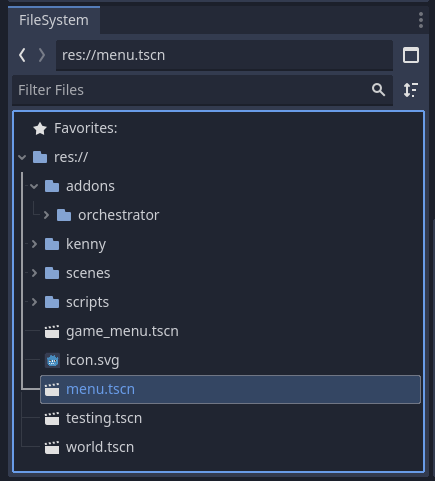 FileSystem
res://menu.tscn
Filter Files
Favorites:
res://
addons
orchestrator
kenny
scenes
scripts
game_menu.tscn
icon.svg
menu.tscn
testing.tscn
world.tscn